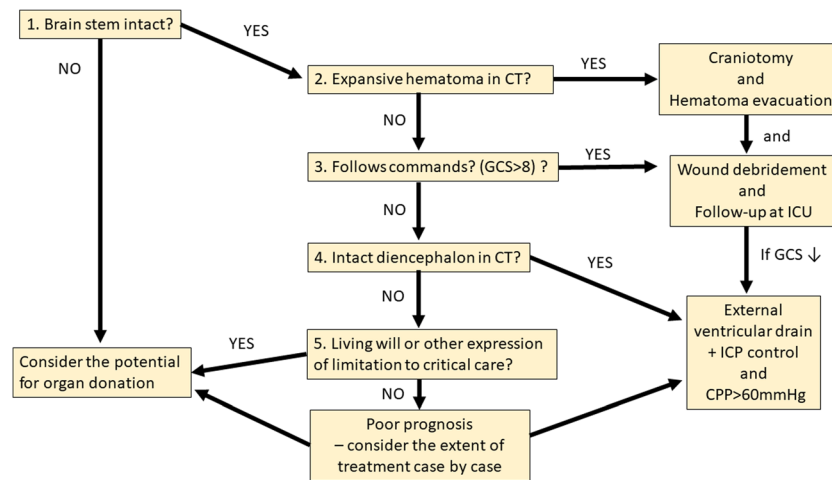 1. Brain stem intact?
YES
NO
2. Expansive hematoma in CT?
YES
Craniotomy
and
Hematoma evacuation
NO
and
3. Follows commands? (GCS>8) ?
YES
Wound debridement
and
Follow-up at ICU
NO
If GCS ↓
4. Intact diencephalon in CT?
YES
NO
External
ventricular drain
+ ICP control
and
CPP>60mmHg
5. Living will or other expression
of limitation to critical care?
YES
Consider the potential
for organ donation
NO
Poor prognosis
– consider the extent of
treatment case by case